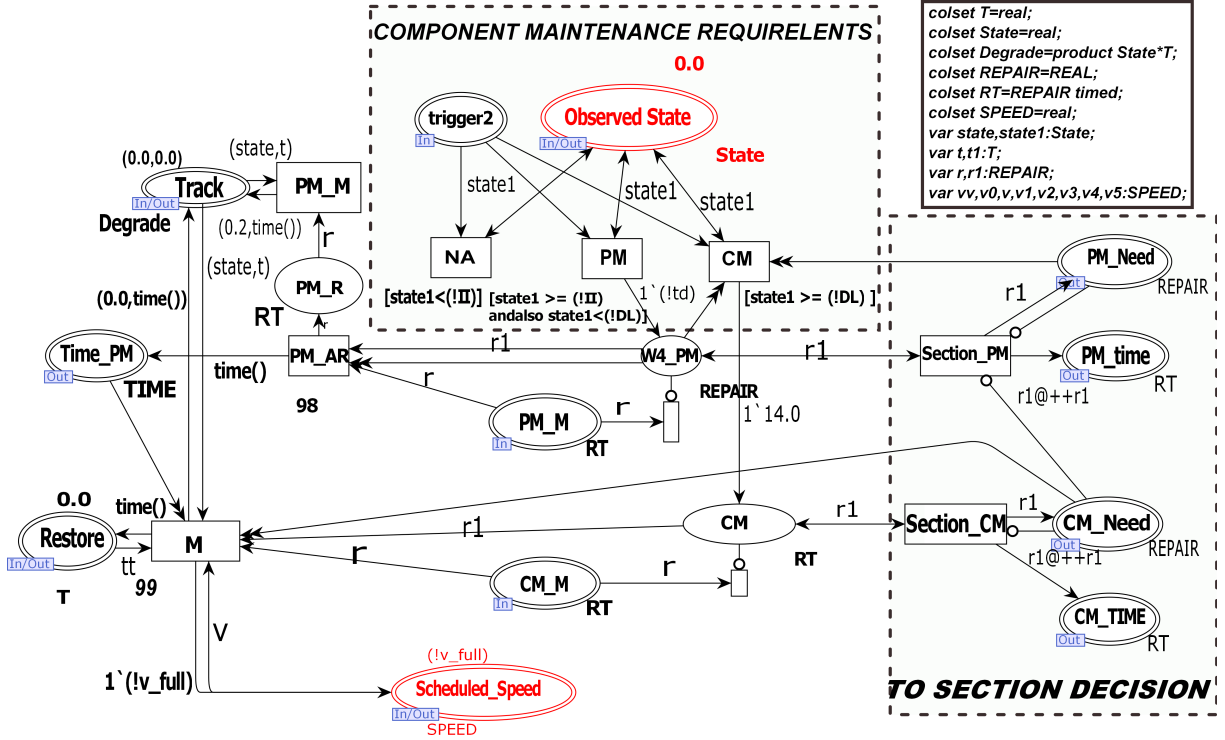 colset T=real;
colset State=real;
colset Degrade=product State*T;
colset REPAIR=REAL;
colset RT=REPAIR timed;
colset SPEED=real;
var state,state1:State;
var t,t1:T;
var r,r1:REPAIR;
var vv,v0,v,v1,v2,v3,v4,v5:SPEED;
COMPONENT MAINTENANCE REQUIRELENTS
0.0
trigger2
In
Observed State
In/Out
State
state1
state1
state1
NA
PM
CM
[state1<(!II)]
[state1 >= (!II)
andalso state1<(!DL)]
1`(!td)
[state1 >= (!DL) ]
(0.0,0.0)
Track
In/Out
Degrade
(state,t)
PM_M
(0.2,time())
r
(state,t)
PM_R
RT
r
(0.0,time())
Time_PM
Out
TIME
time()
PM_AR
98
r1
r
W4_PM
REPAIR
PM_M
In
RT
r
1`14.0
r1
PM_Need
Out
REPAIR
r1
Section_PM
PM_time
Out
RT
r1@++r1
0.0
Restore
In/Out
T
time()
tt
M
99
r1
r
CM
RT
CM_M
In
RT
r
r1
Section_CM
r1
CM_Need
Out
REPAIR
r1@++r1
CM_TIME
Out
RT
TO SECTION DECISION
V
1`(!v_full)
(!v_full)
Scheduled_Speed
In/Out
SPEED